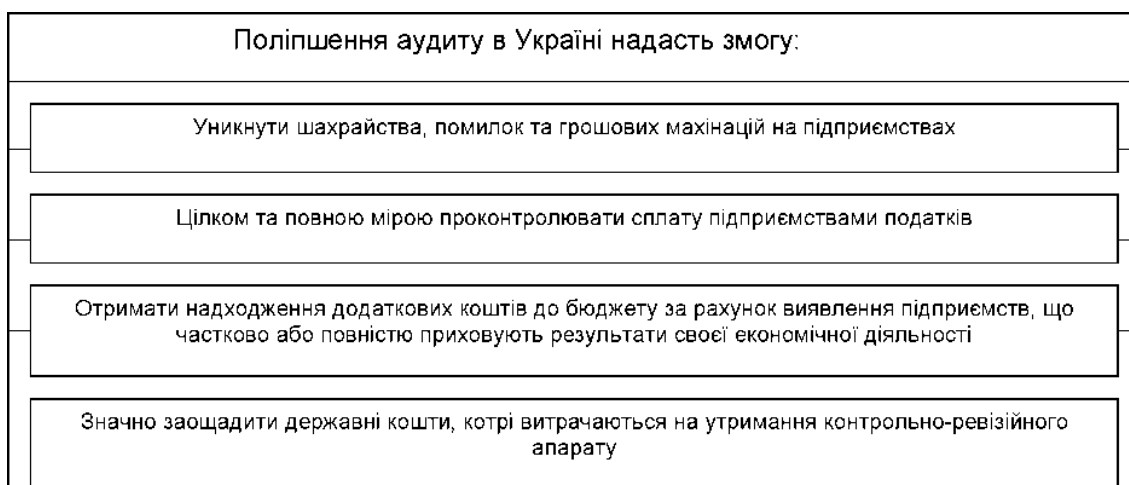 Поліпшення аудиту в Україні надасть змогу:
Уникнути шахрайства, помилок та грошових махінацій на підприємствах
Цілком та повною мірою проконтролювати сплату підприємствами податків
Отримати надходження додаткових коштів до бюджету за рахунок виявлення підприємств, що
частково або повністю приховують результати своєї економічної діяльності
Значно заощадити державні кошти, котрі витрачаються на утримання контрольно-ревізійного
апарату